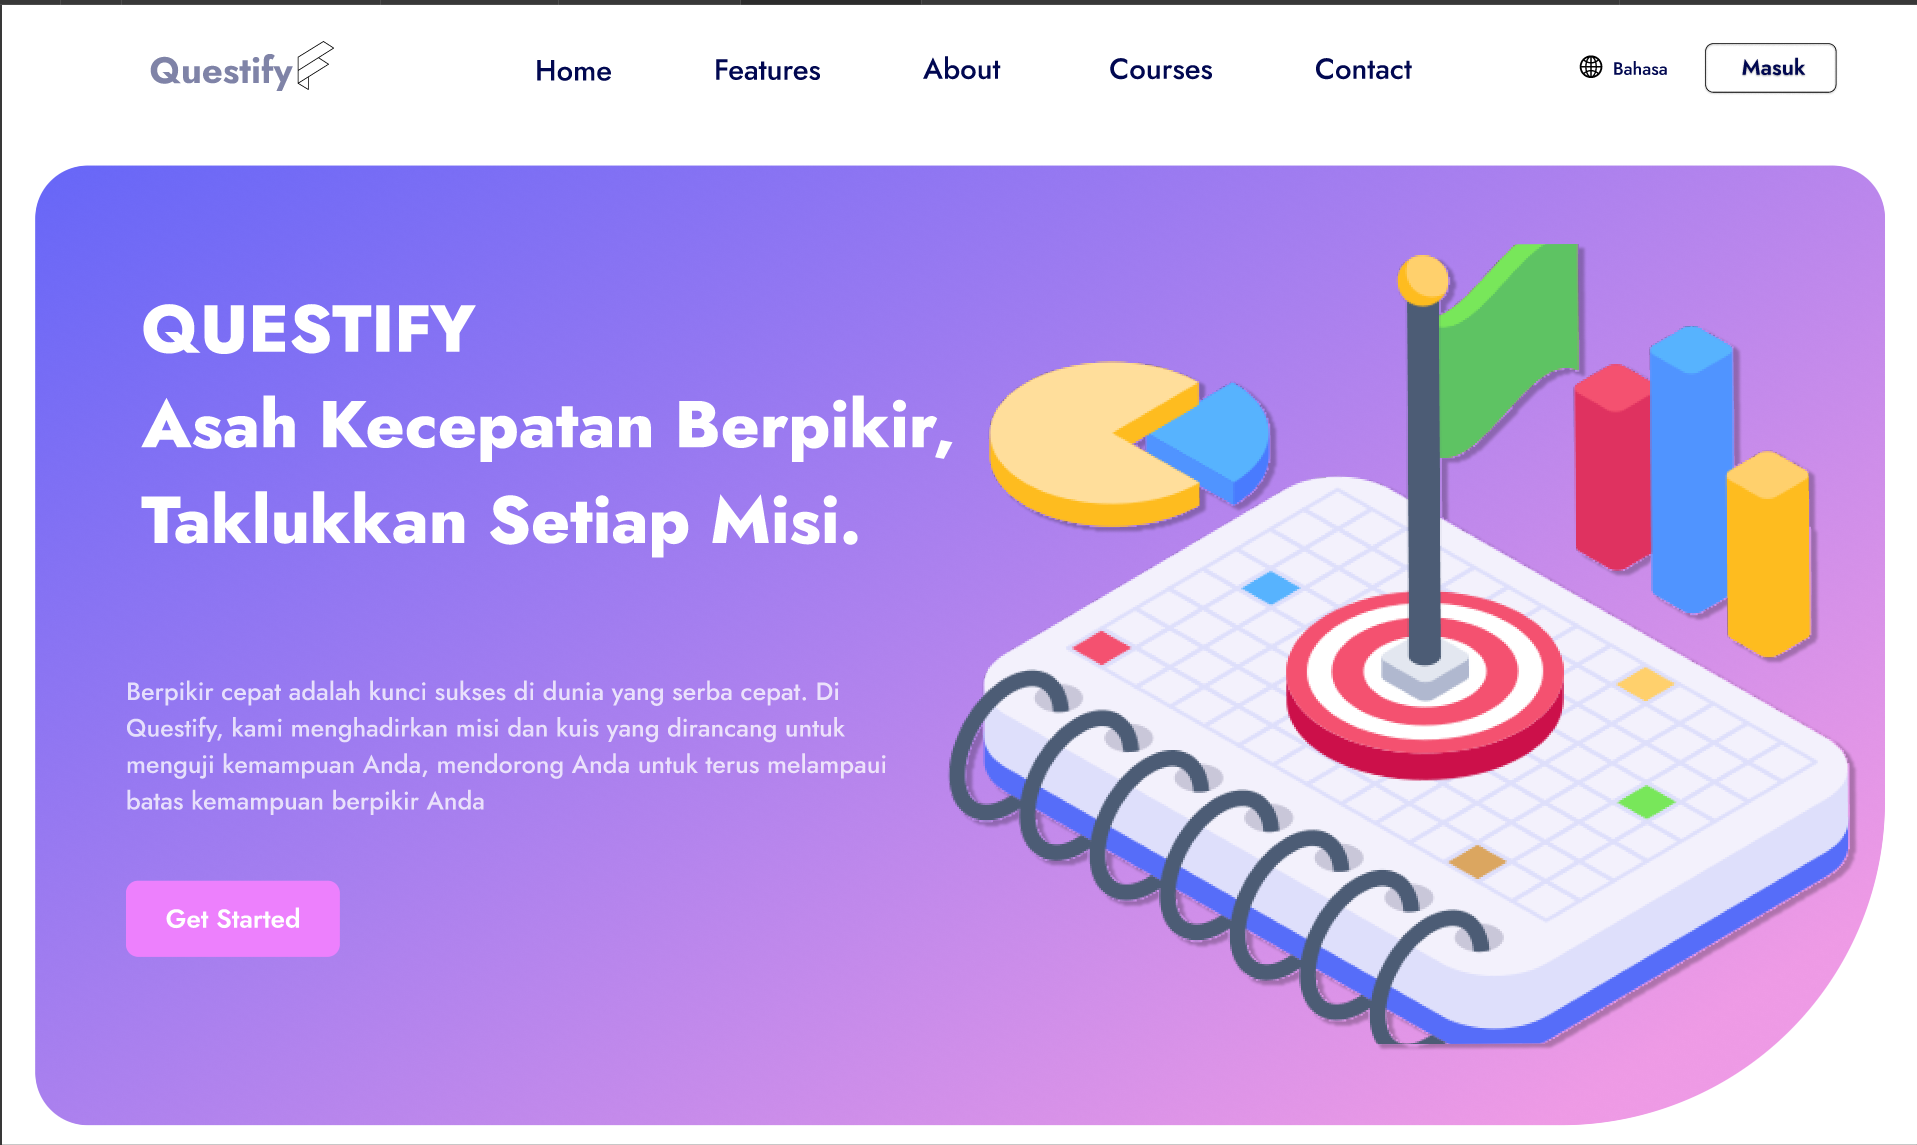 Questify
Home
Features
About
Courses
Contact
Bahasa
Masuk
QUESTIFY
Asah Kecepatan Berpikir,
Taklukkan Setiap Misi.
Berpikir cepat adalah kunci sukses di dunia yang serba cepat. Di
Questify, kami menghadirkan misi dan kuis yang dirancang untuk
menguji kemampuan Anda, mendorong Anda untuk terus melampaui
batas kemampuan berpikir Anda
Get Started